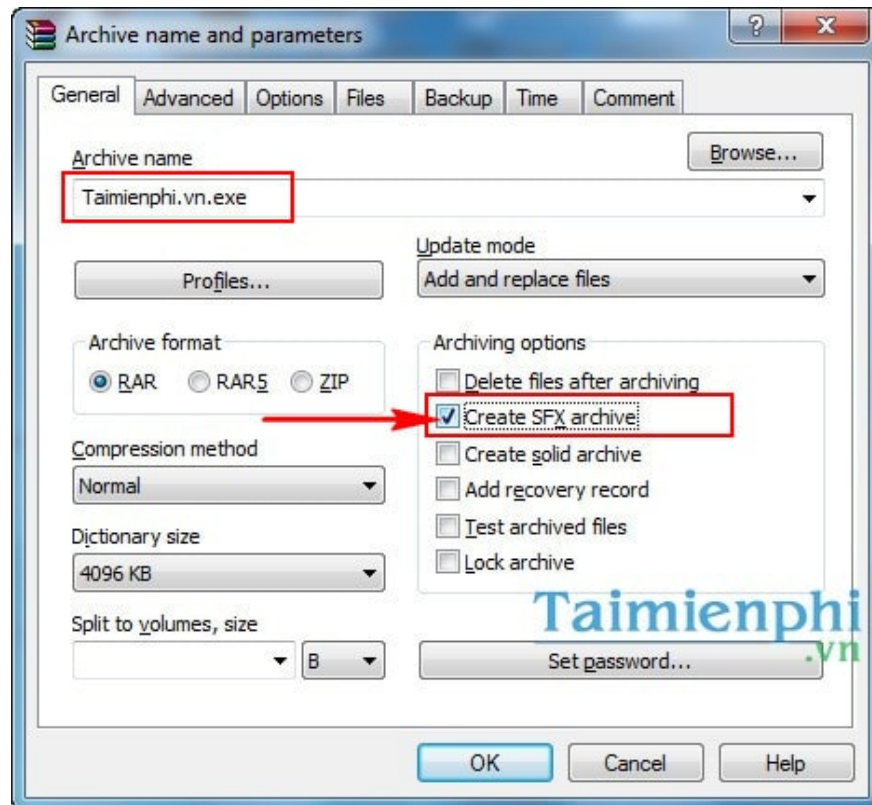 Archive name and parameters
General Advanced Options Files Backup Time Comment
Archive name
Browse...
Taimienphi.vn.exe
Update mode
Profiles...
Add and replace files
Archive format
Archiving options
RAR RAR5 ZIP
Delete files after archiving
Create SFX archive
Compression method
Create solid archive
Normal
Add recovery record
Test archived files
Dictionary size
Lock archive
4096 KB
Split to volumes, size
B
Set password...
Taimienphi
.vn
OK Cancel Help